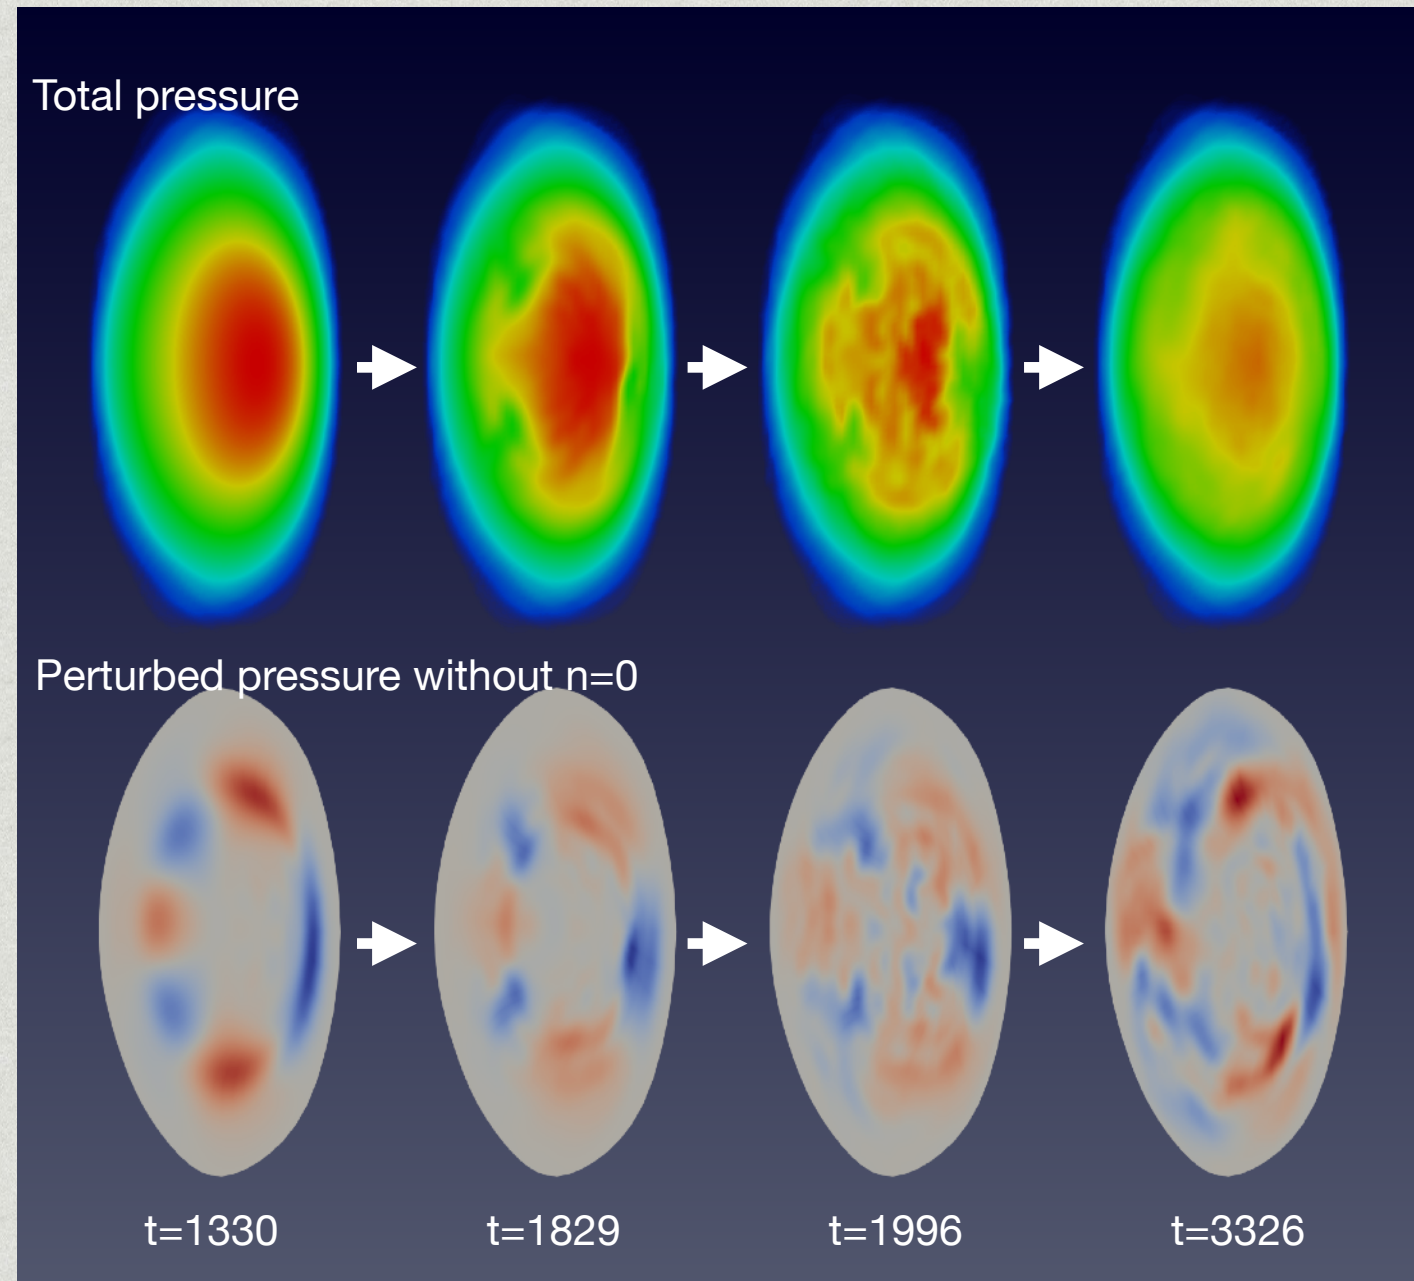 Total pressure
Perturbed pressure without n=0
t=1330
t=1829
t=1996
t=3326